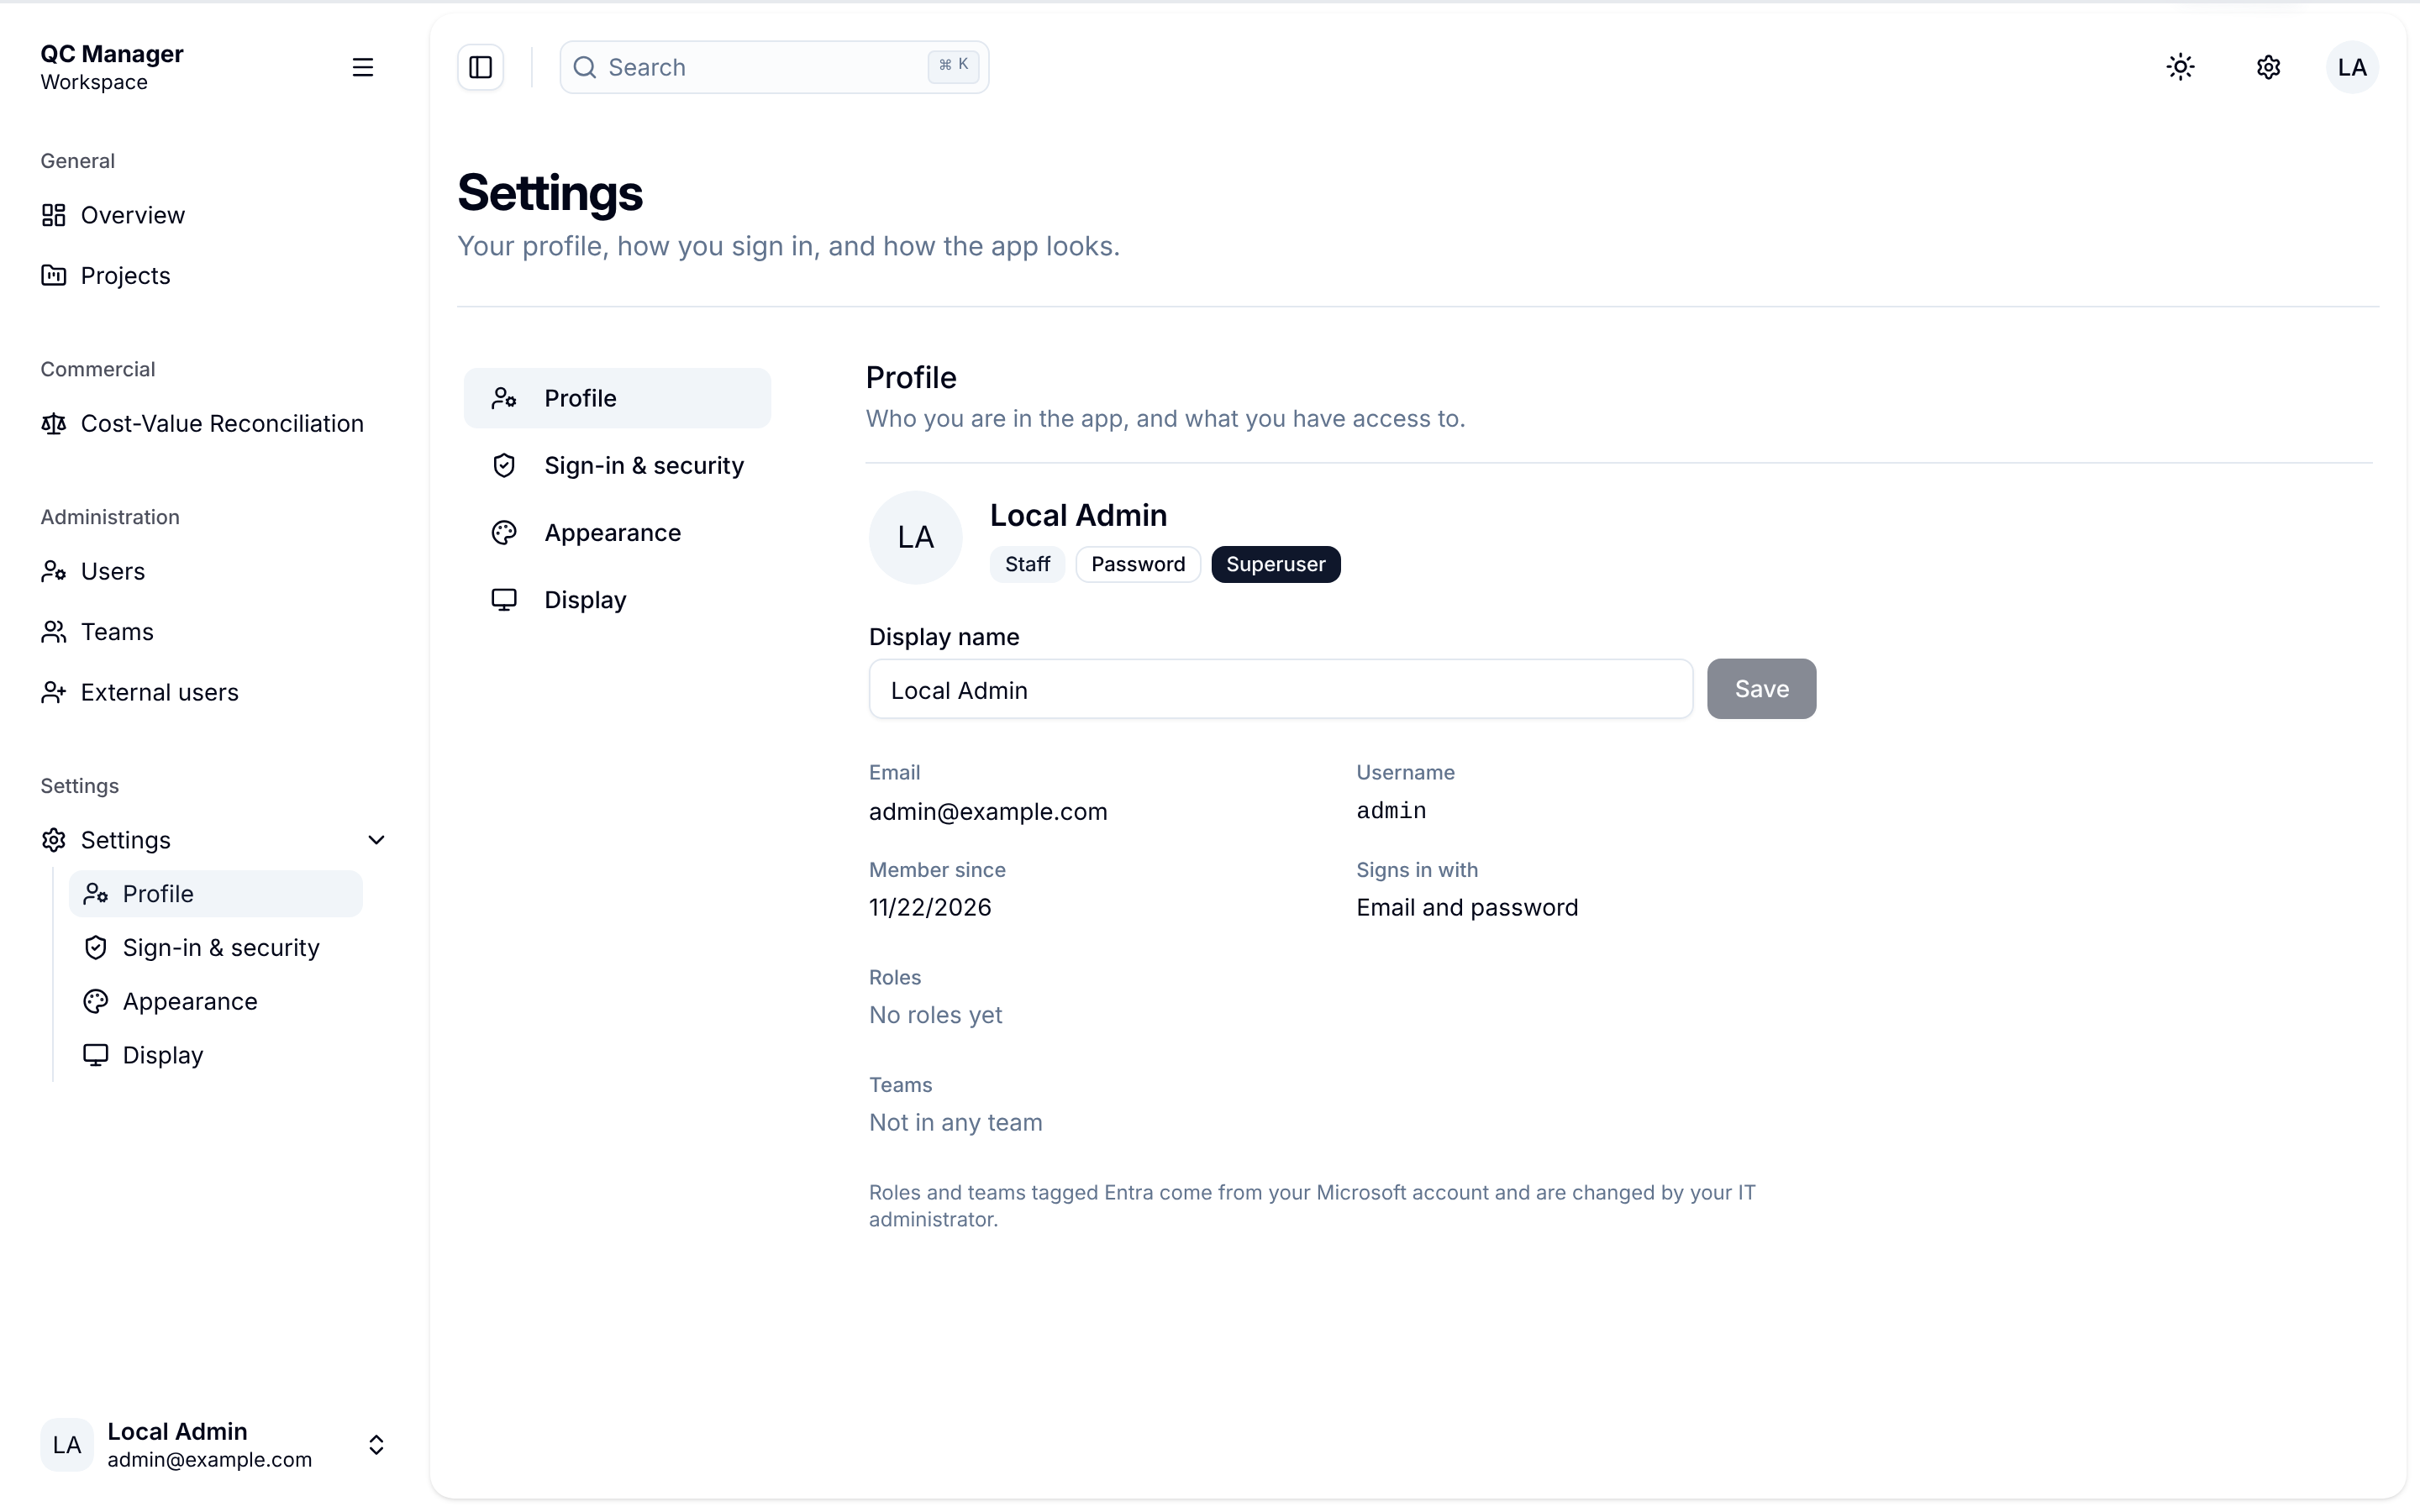 QC Manager
Workspace
General
Overview
Projects
Commercial
Cost-Value Reconciliation
Administration
Users
Teams
External users
Settings
Settings
Profile
Sign-in & security
Appearance
Display
LA
Local Admin
admin@example.com
Search
⌘ K
LA
Settings
Your profile, how you sign in, and how the app looks.
Profile
Sign-in & security
Appearance
Display
Profile
Who you are in the app, and what you have access to.
LA
Local Admin
Staff Password Superuser
Display name
Local Admin
Save
Email
admin@example.com
Username
admin
Member since
11/22/2026
Signs in with
Email and password
Roles
No roles yet
Teams
Not in any team
Roles and teams tagged Entra come from your Microsoft account and are changed by your IT
administrator.